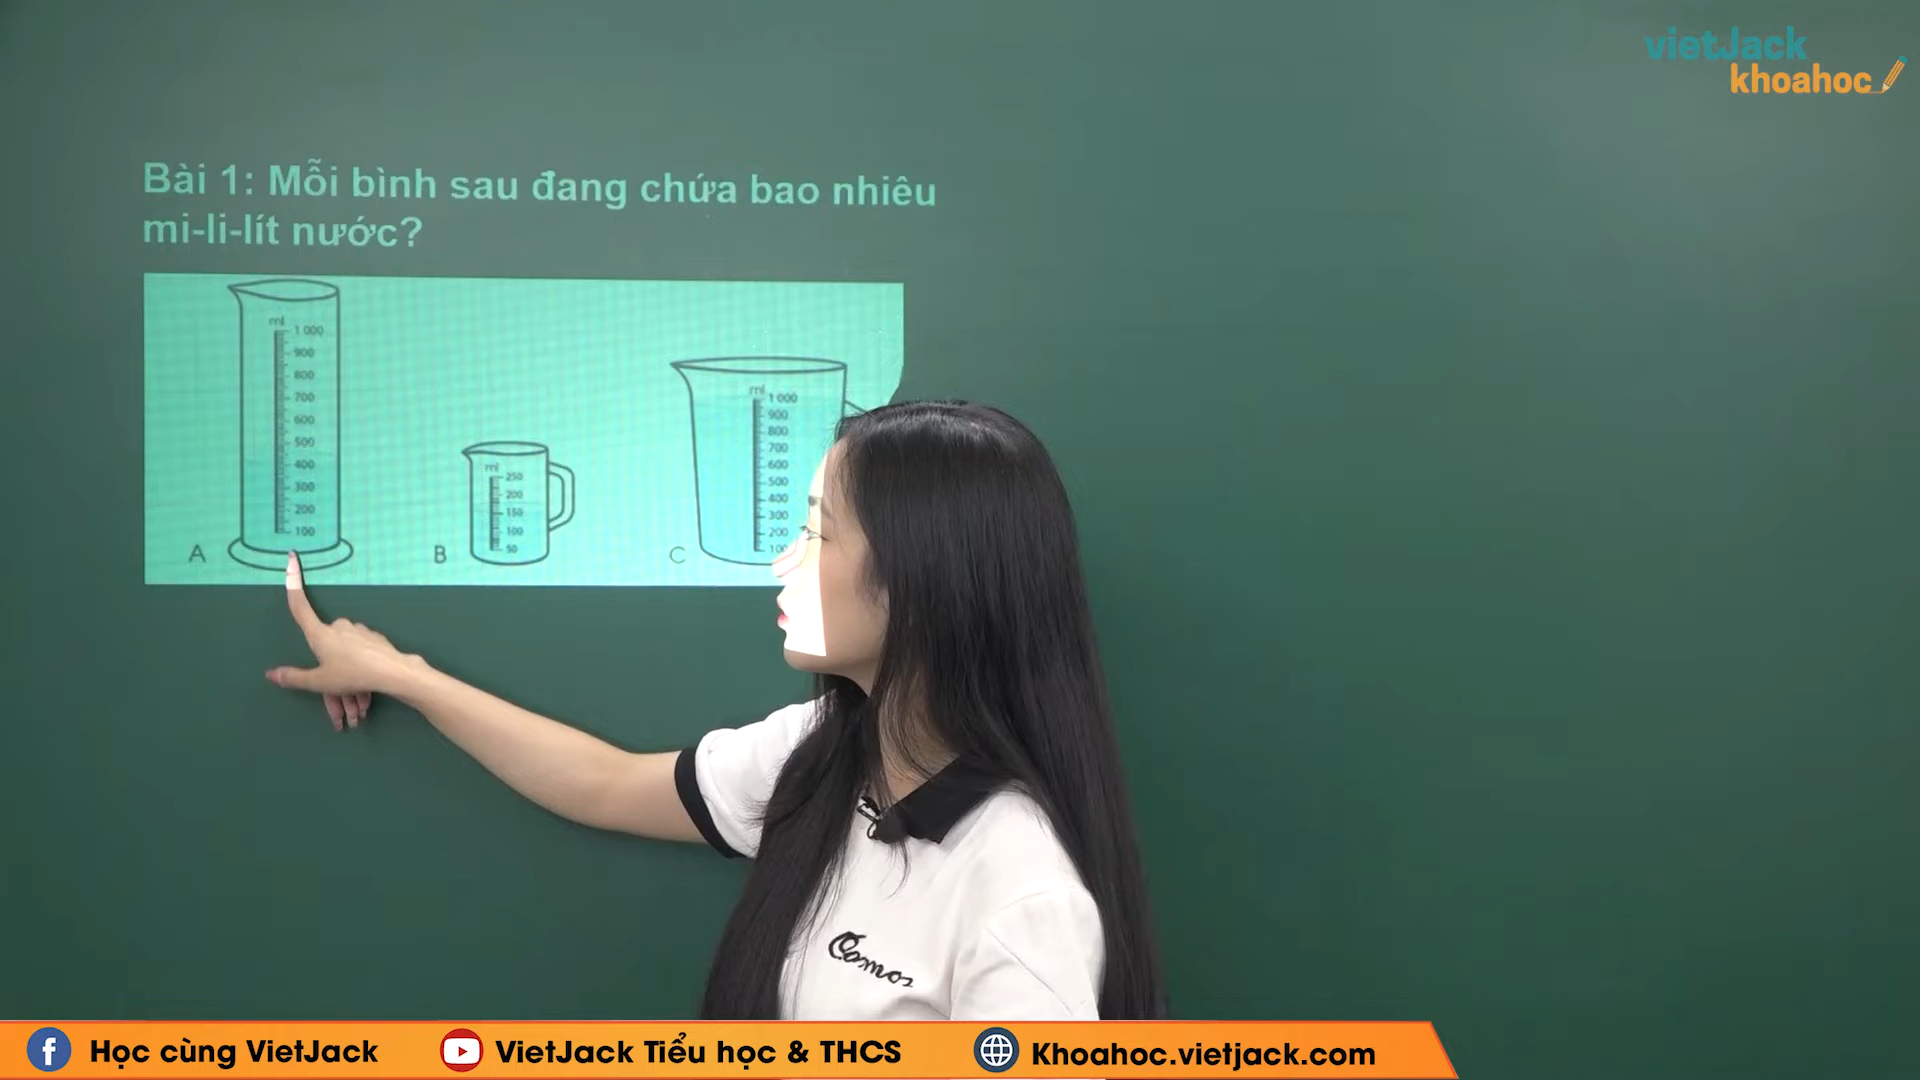 vietJack
khoahoc
Bài 1: Mỗi bình sau đang chứa bao nhiêu
mi-li-lít nước?
ml
1 000
900
800
700
600
500
400
300
200
100
A
ml
250
200
150
100
50
B
ml
1 000
900
800
700
600
500
400
300
200
100
C
Comos
Học cùng VietJack
VietJack Tiểu học & THCS
Khoahoc.vietjack.com